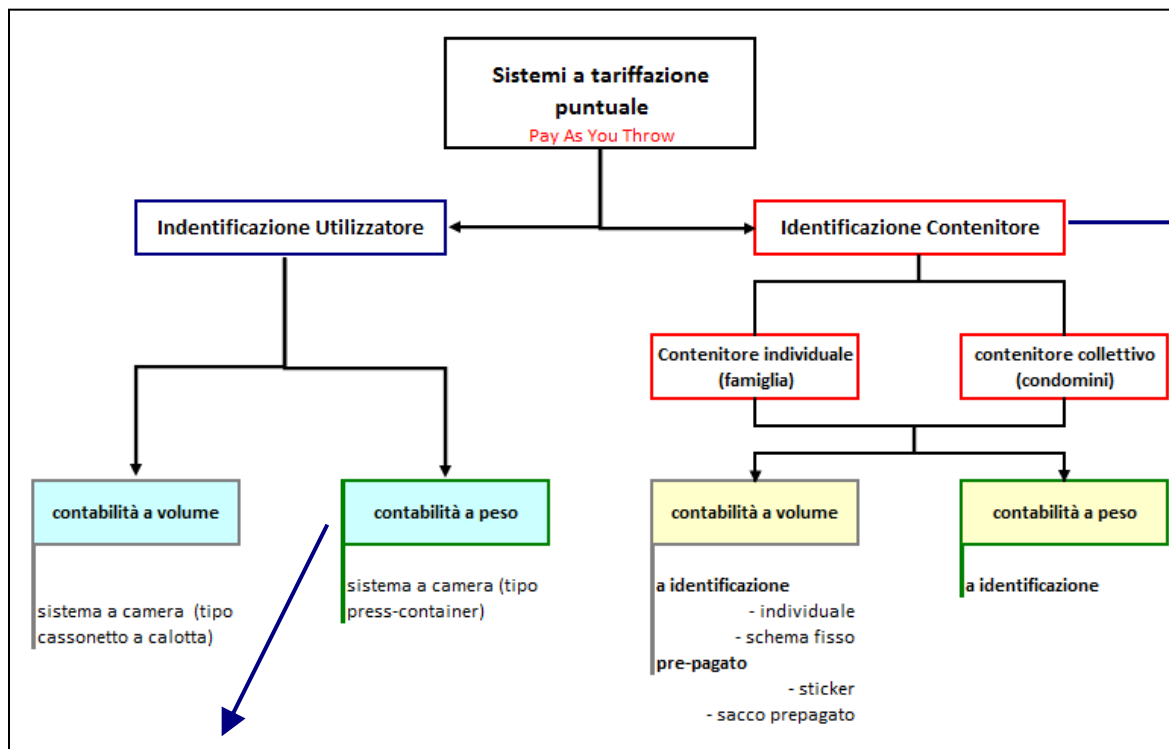 Sistemi a tariffazione
puntuale
Pay As You Throw
Indentificazione Utilizzatore
Identificazione Contenitore
Contenitore individuale
(famiglia)
contenitore collettivo
(condomini)
contabilità a volume
contabilità a peso
contabilità a volume
contabilità a peso
sistema a camera (tipo
cassonetto a calotta)
sistema a camera (tipo
press-container)
a identificazione
- individuale
- schema fisso
pre-pagato
- sticker
- sacco prepagato
a identificazione